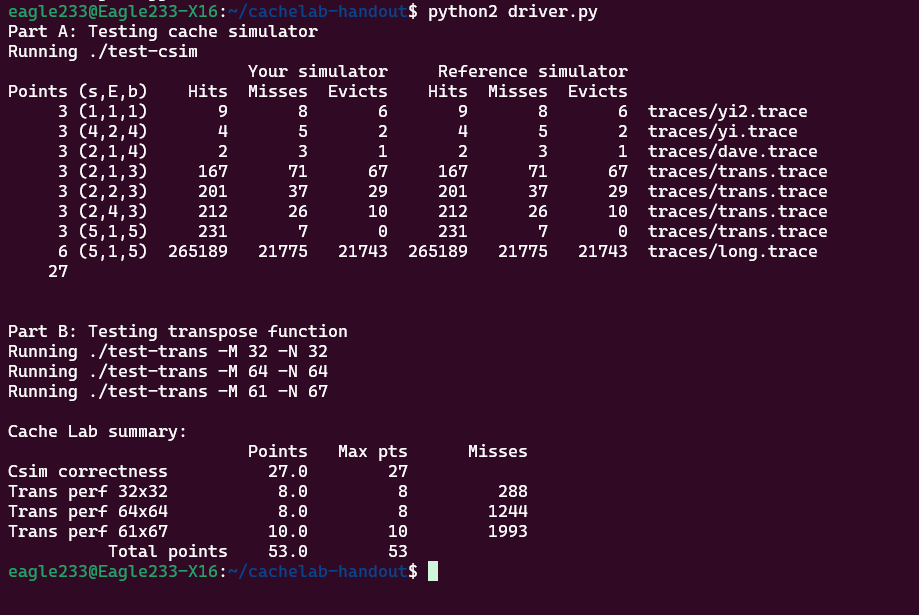 eagle233@Eagle233-X16:~/cachelab-handout$ python2 driver.py
Part A: Testing cache simulator
Running ./test-csim
                        Your simulator     Reference simulator
Points (s,E,b)    Hits  Misses  Evicts    Hits  Misses  Evicts
     3 (1,1,1)       9       8       6       9       8       6  traces/yi2.trace
     3 (4,2,4)       4       5       2       4       5       2  traces/yi.trace
     3 (2,1,4)       2       3       1       2       3       1  traces/dave.trace
     3 (2,1,3)     167      71      67     167      71      67  traces/trans.trace
     3 (2,2,3)     201      37      29     201      37      29  traces/trans.trace
     3 (2,4,3)     212      26      10     212      26      10  traces/trans.trace
     3 (5,1,5)     231       7       0     231       7       0  traces/trans.trace
     6 (5,1,5)  265189   21775   21743  265189   21775   21743  traces/long.trace
    27
Part B: Testing transpose function
Running ./test-trans -M 32 -N 32
Running ./test-trans -M 64 -N 64
Running ./test-trans -M 61 -N 67
Cache Lab summary:
                        Points   Max pts      Misses
Csim correctness          27.0        27
Trans perf 32x32           8.0         8         288
Trans perf 64x64           8.0         8        1244
Trans perf 61x67          10.0        10        1993
          Total points    53.0        53
eagle233@Eagle233-X16:~/cachelab-handout$